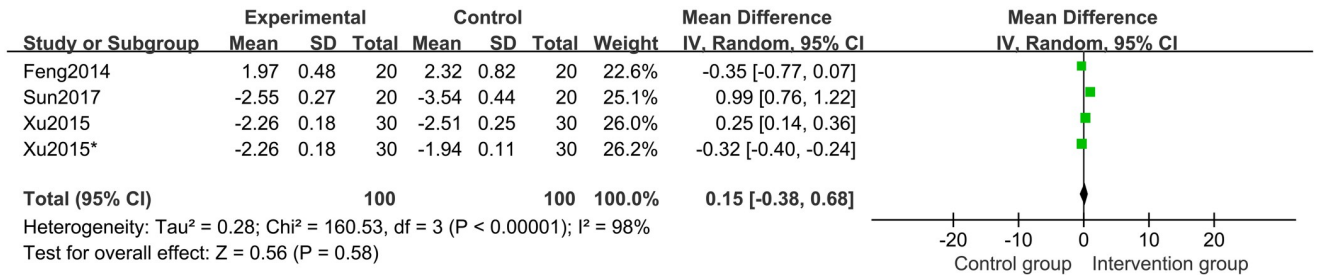 Experimental Control Mean Difference Mean Difference
Study or Subgroup Mean SD Total Mean SD Total Weight IV, Random, 95% CI IV, Random, 95% CI
Feng2014 1.97 0.48 20 2.32 0.82 20 22.6% -0.35 [-0.77, 0.07]
Sun2017 -2.55 0.27 20 -3.54 0.44 20 25.1% 0.99 [0.76, 1.22]
Xu2015 -2.26 0.18 30 -2.51 0.25 30 26.0% 0.25 [0.14, 0.36]
Xu2015* -2.26 0.18 30 -1.94 0.11 30 26.2% -0.32 [-0.40, -0.24]
Total (95% CI) 100 100 100.0% 0.15 [-0.38, 0.68]
Heterogeneity: Tau² = 0.28; Chi² = 160.53, df = 3 (P < 0.00001); I² = 98%
Test for overall effect: Z = 0.56 (P = 0.58)
-20 -10 0 10 20
Control group Intervention group